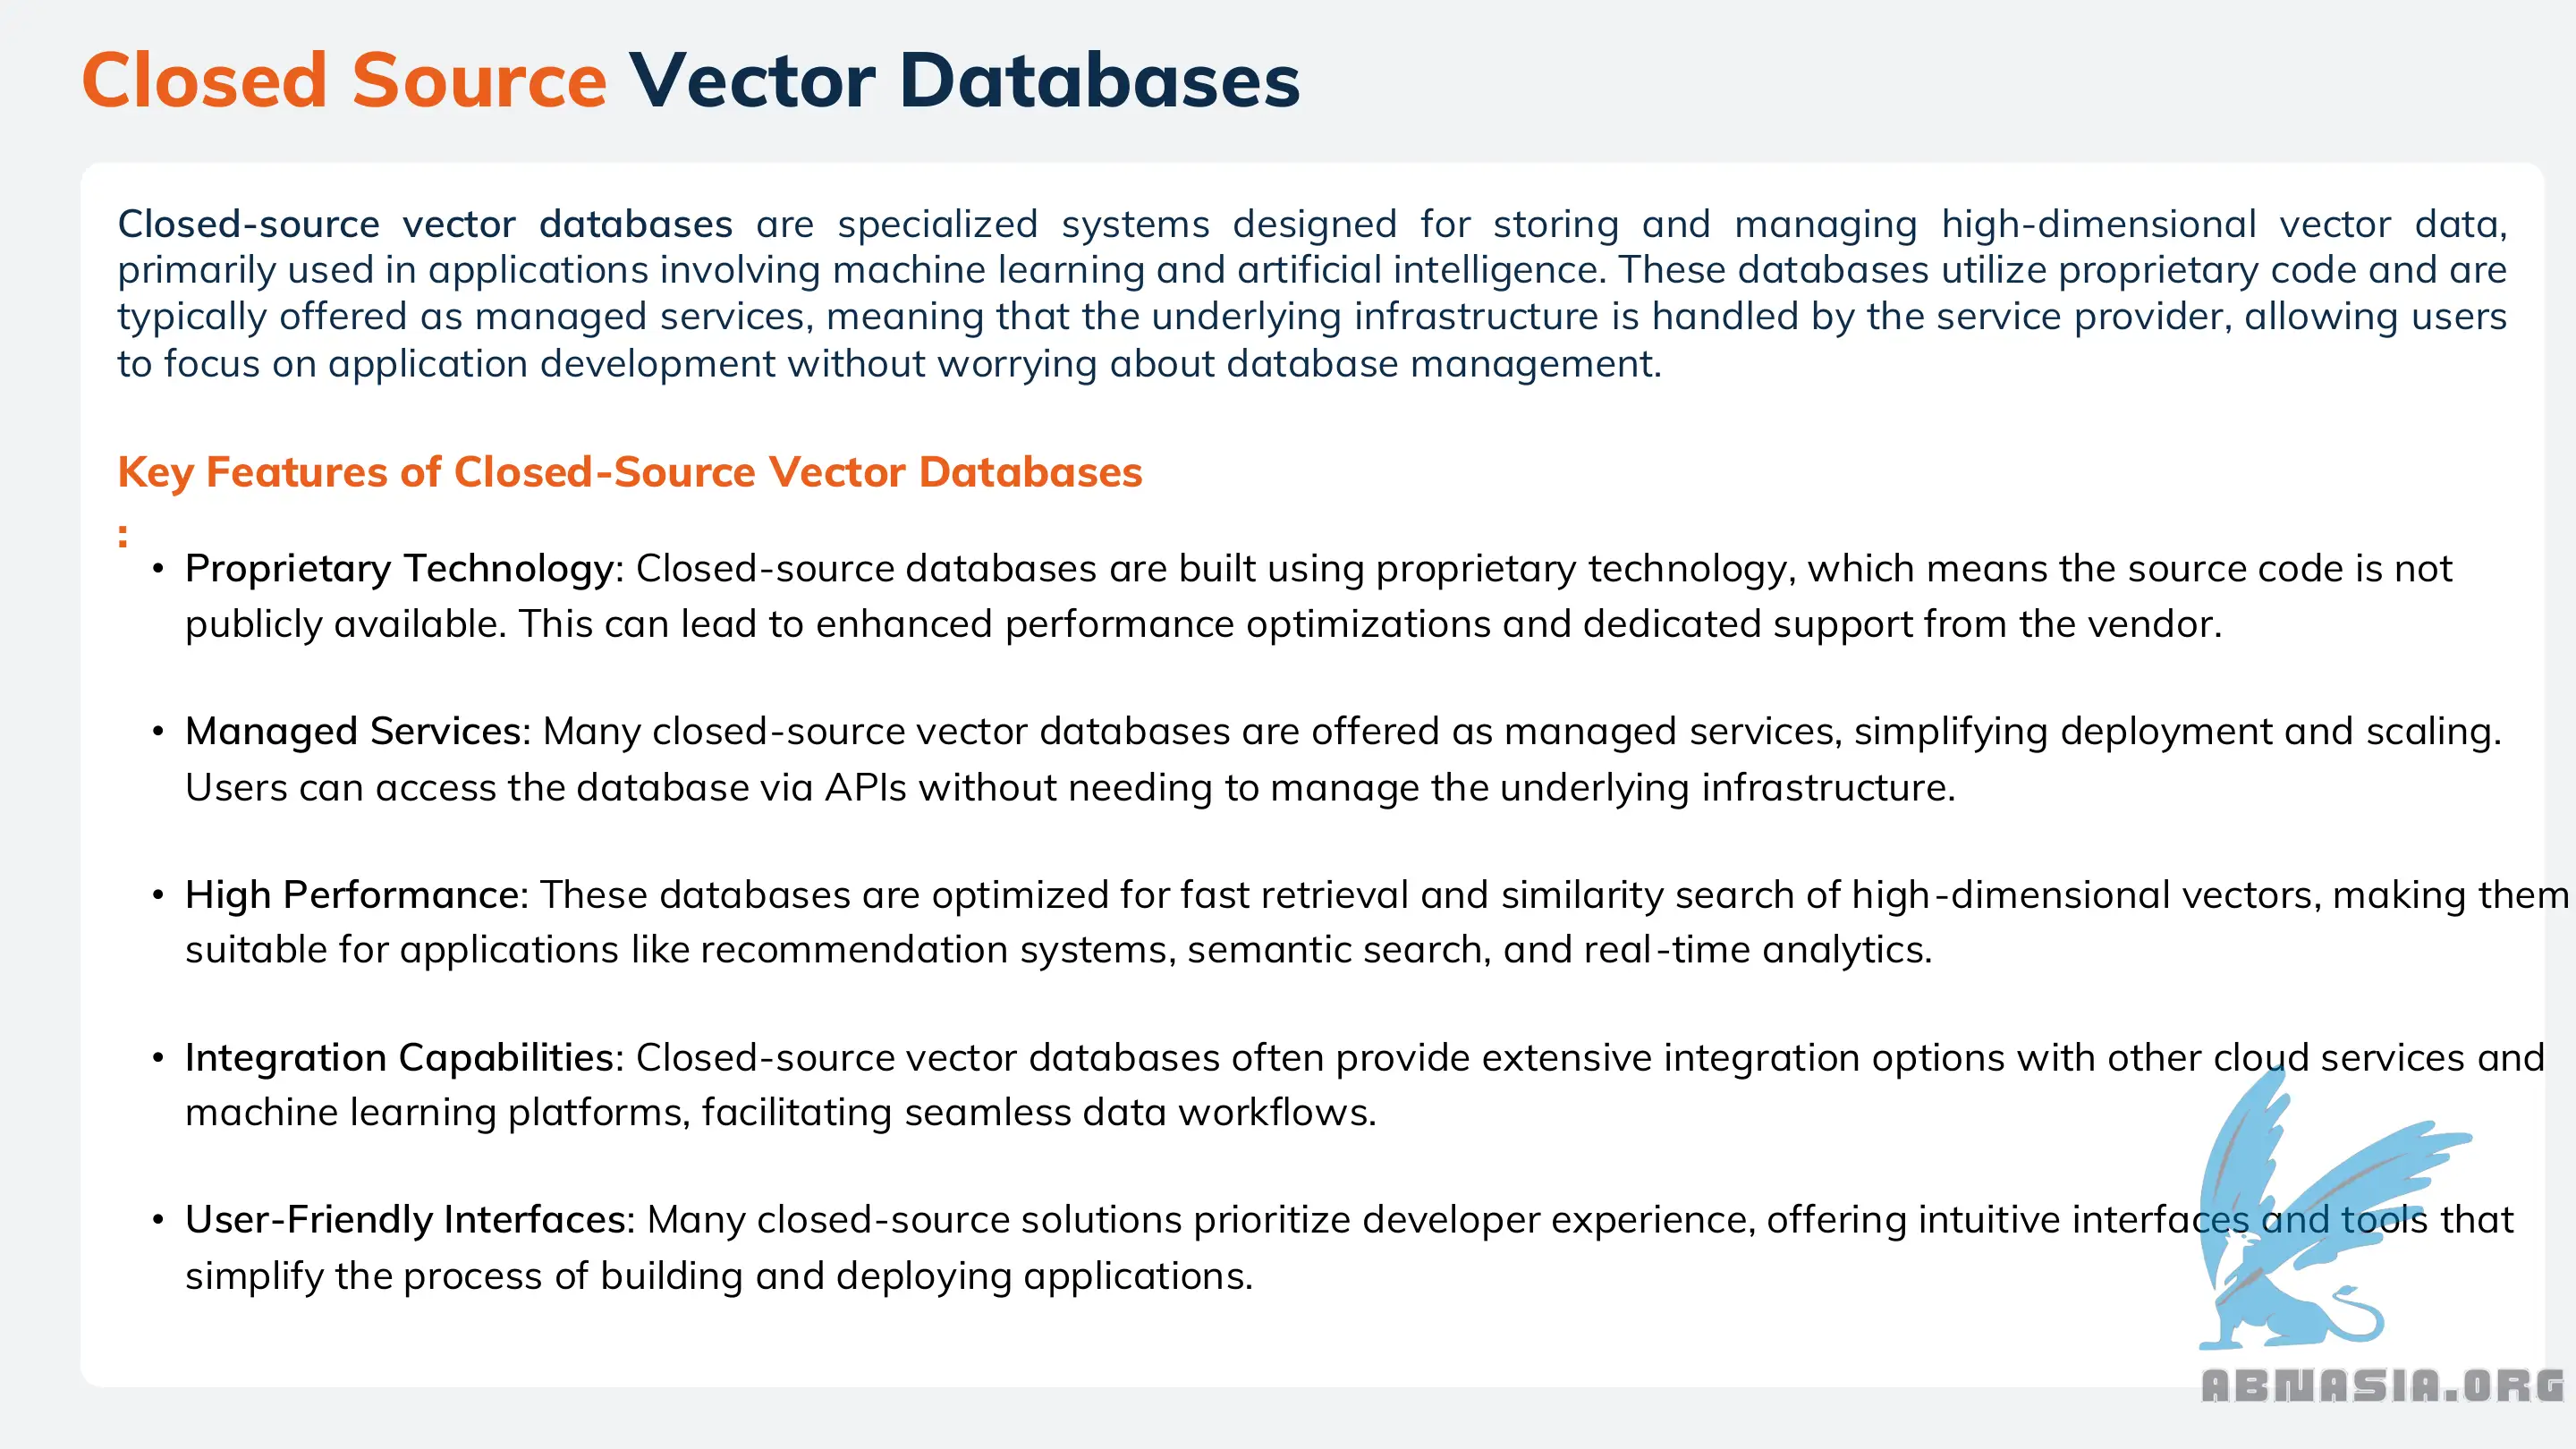 Closed Source Vector Databases
Closed-source vector databases are specialized systems designed for storing and managing high-dimensional vector data,
primarily used in applications involving machine learning and artificial intelligence. These databases utilize proprietary code and are
typically offered as managed services, meaning that the underlying infrastructure is handled by the service provider, allowing users
to focus on application development without worrying about database management.
Key Features of Closed-Source Vector Databases
:
• Proprietary Technology: Closed-source databases are built using proprietary technology, which means the source code is not
publicly available. This can lead to enhanced performance optimizations and dedicated support from the vendor.
• Managed Services: Many closed-source vector databases are offered as managed services, simplifying deployment and scaling.
Users can access the database via APIs without needing to manage the underlying infrastructure.
• High Performance: These databases are optimized for fast retrieval and similarity search of high-dimensional vectors, making them
suitable for applications like recommendation systems, semantic search, and real-time analytics.
• Integration Capabilities: Closed-source vector databases often provide extensive integration options with other cloud services and
machine learning platforms, facilitating seamless data workflows.
• User-Friendly Interfaces: Many closed-source solutions prioritize developer experience, offering intuitive interfaces and tools that
simplify the process of building and deploying applications.
ABNASIA.ORG